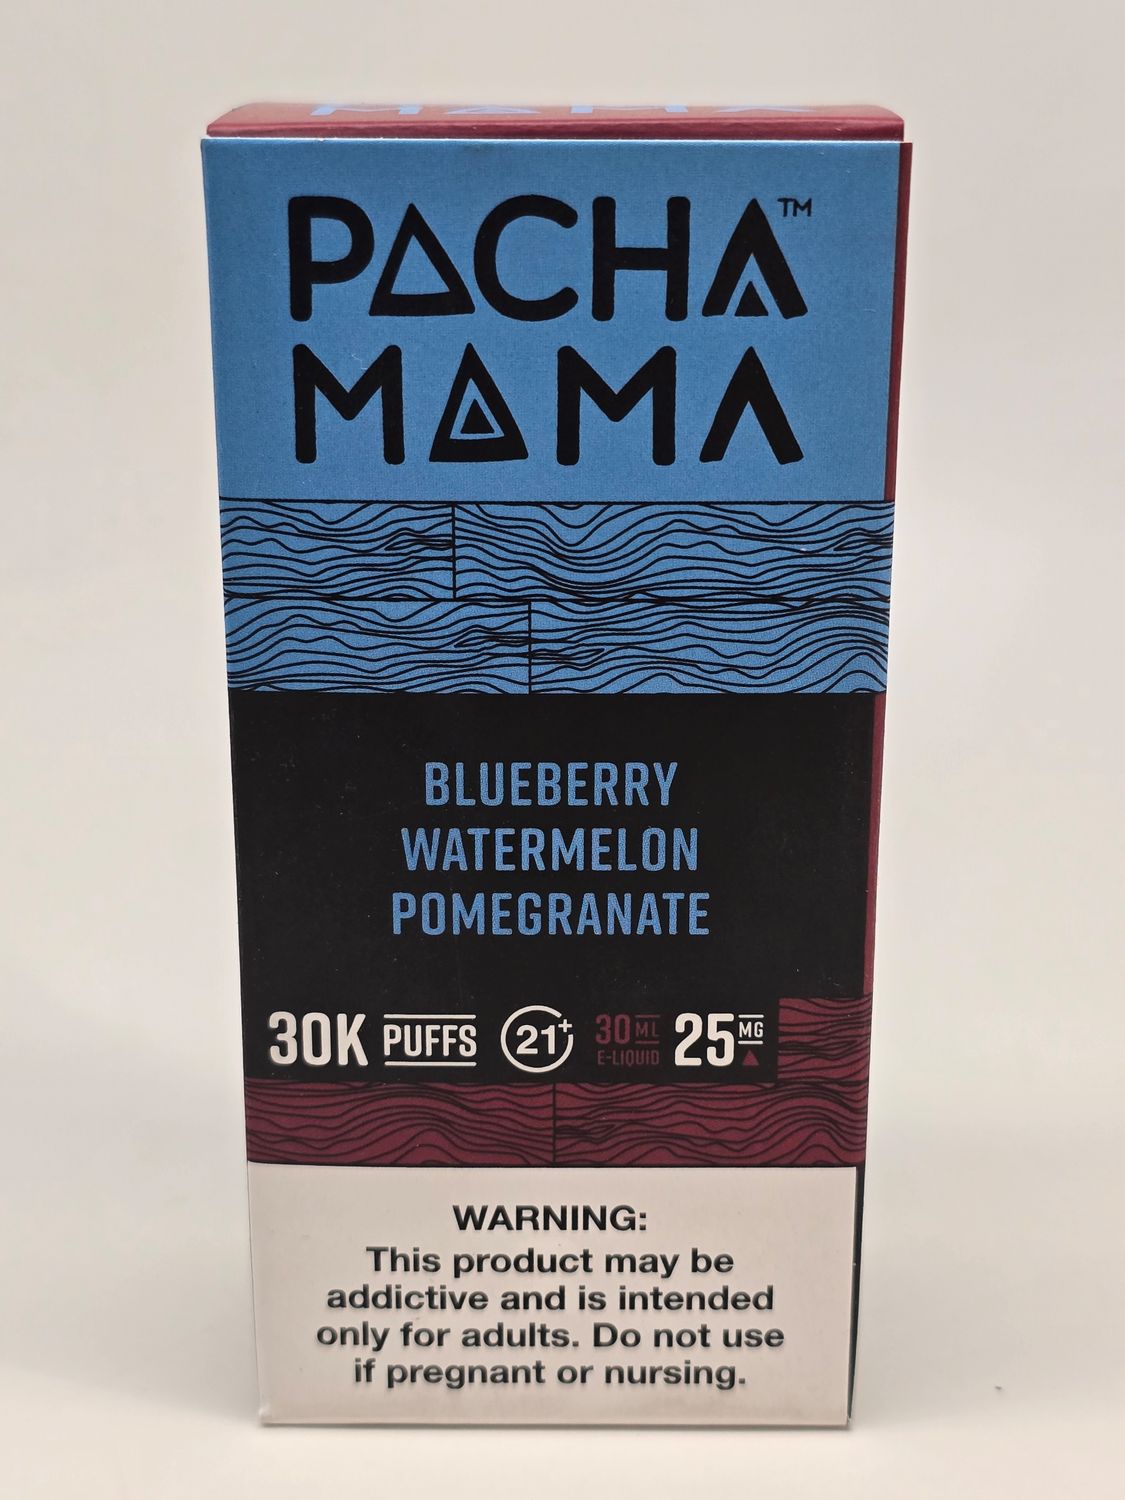 MAMA
PACHA™
MAMA
BLUEBERRY
WATERMELON
POMEGRANATE
30K PUFFS 21+ 30ML E-LIQUID 25MG
WARNING:
This product may be
addictive and is intended
only for adults. Do not use
if pregnant or nursing.